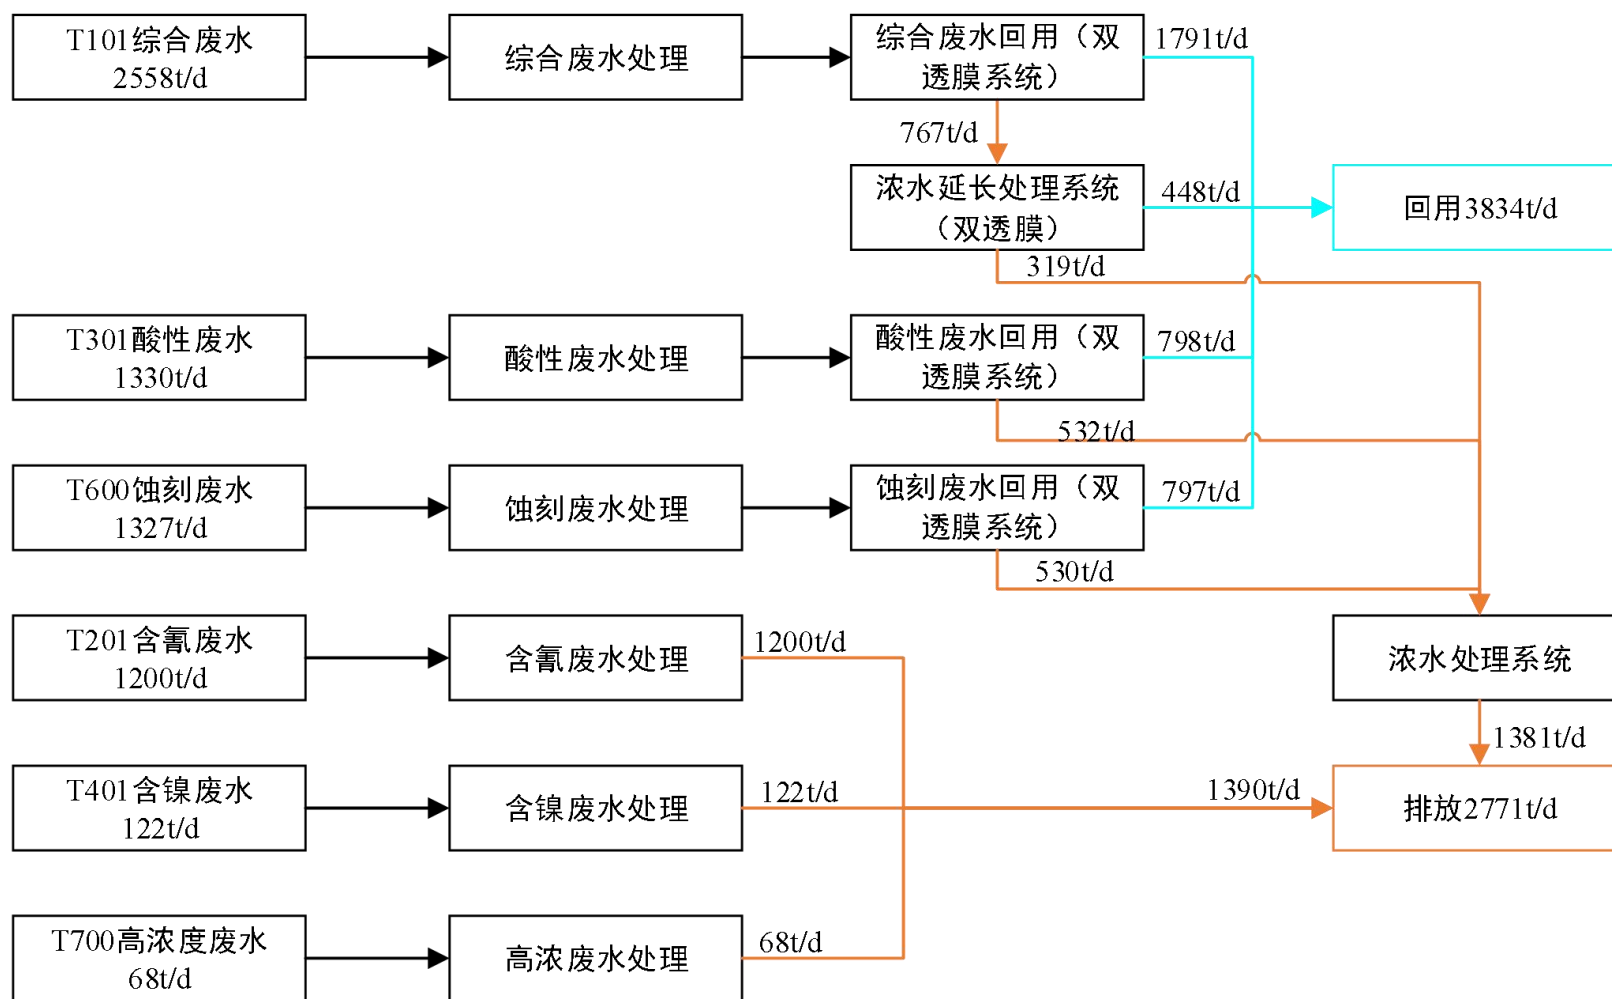 T101综合废水
2558t/d
综合废水处理
综合废水回用（双
透膜系统）
1791t/d
767t/d
浓水延长处理系统
（双透膜）
448t/d
回用3834t/d
319t/d
T301酸性废水
1330t/d
酸性废水处理
酸性废水回用（双
透膜系统）
798t/d
532t/d
T600蚀刻废水
1327t/d
蚀刻废水处理
蚀刻废水回用（双
透膜系统）
797t/d
530t/d
T201含氰废水
1200t/d
含氰废水处理
1200t/d
浓水处理系统
1381t/d
T401含镍废水
122t/d
含镍废水处理
122t/d
1390t/d
排放2771t/d
T700高浓度废水
68t/d
高浓废水处理
68t/d